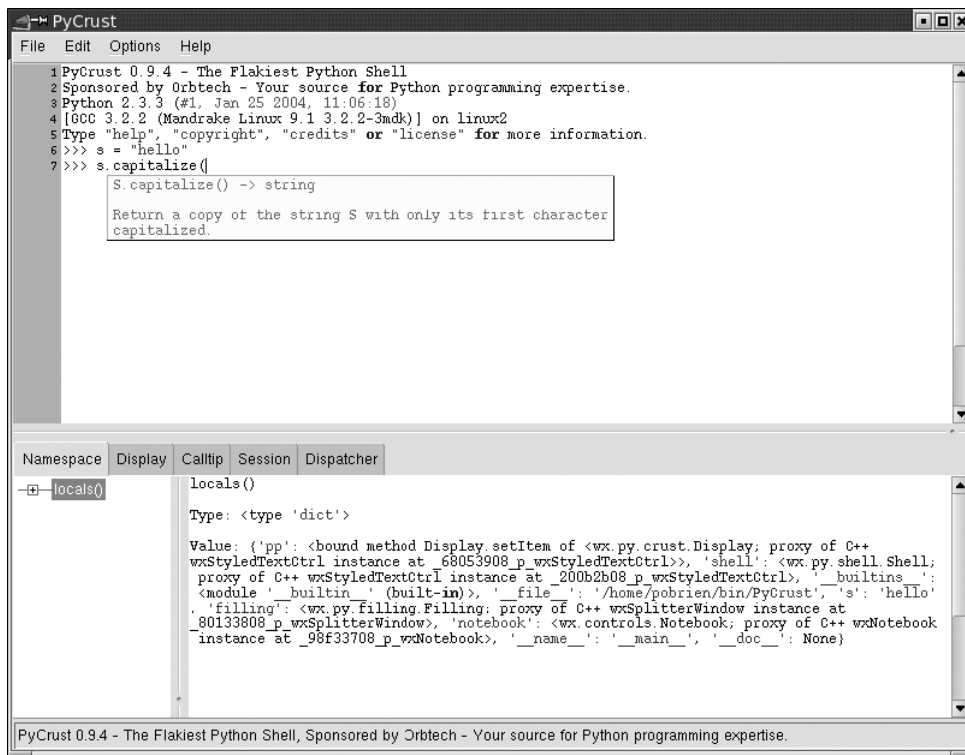 PyCrust
File Edit Options Help
1 PyCrust 0.9.4 - The Flakiest Python Shell
2 Sponsored by Orbtech - Your source for Python programming expertise.
3 Python 2.3.3 (#1, Jan 25 2004, 11:06:18)
4 [GCC 3.2.2 (Mandrake Linux 9.1 3.2.2-3mdk)] on linux2
5 Type "help", "copyright", "credits" or "license" for more information.
6 >>> s = "hello"
7 >>> s.capitalize(
S.capitalize() -> string
Return a copy of the string S with only its first character
capitalized.
Namespace Display Calltip Session Dispatcher
locals()
locals()
Type: <type 'dict'>
Value: {'pp': <bound method Display.setItem of <wx.py.crust.Display; proxy of C++
wxStyledTextCtrl instance at _68053908_p_wxStyledTextCtrl>>, 'shell': <wx.py.shell.Shell;
proxy of C++ wxStyledTextCtrl instance at _200b2b08_p_wxStyledTextCtrl>, '__builtins__':
<module '__builtin__' (built-in)>, '__file__': '/home/pobrien/bin/PyCrust', 's': 'hello'
, 'filling': <wx.py.filling.Filling; proxy of C++ wxSplitterWindow instance at
_80133808_p_wxSplitterWindow>, 'notebook': <wx.controls.Notebook; proxy of C++ wxNotebook
instance at _98f33708_p_wxNotebook>, '__name__': '__main__', '__doc__': None}
PyCrust 0.9.4 - The Flakiest Python Shell, Sponsored by Orbtech - Your source for Python programming expertise.